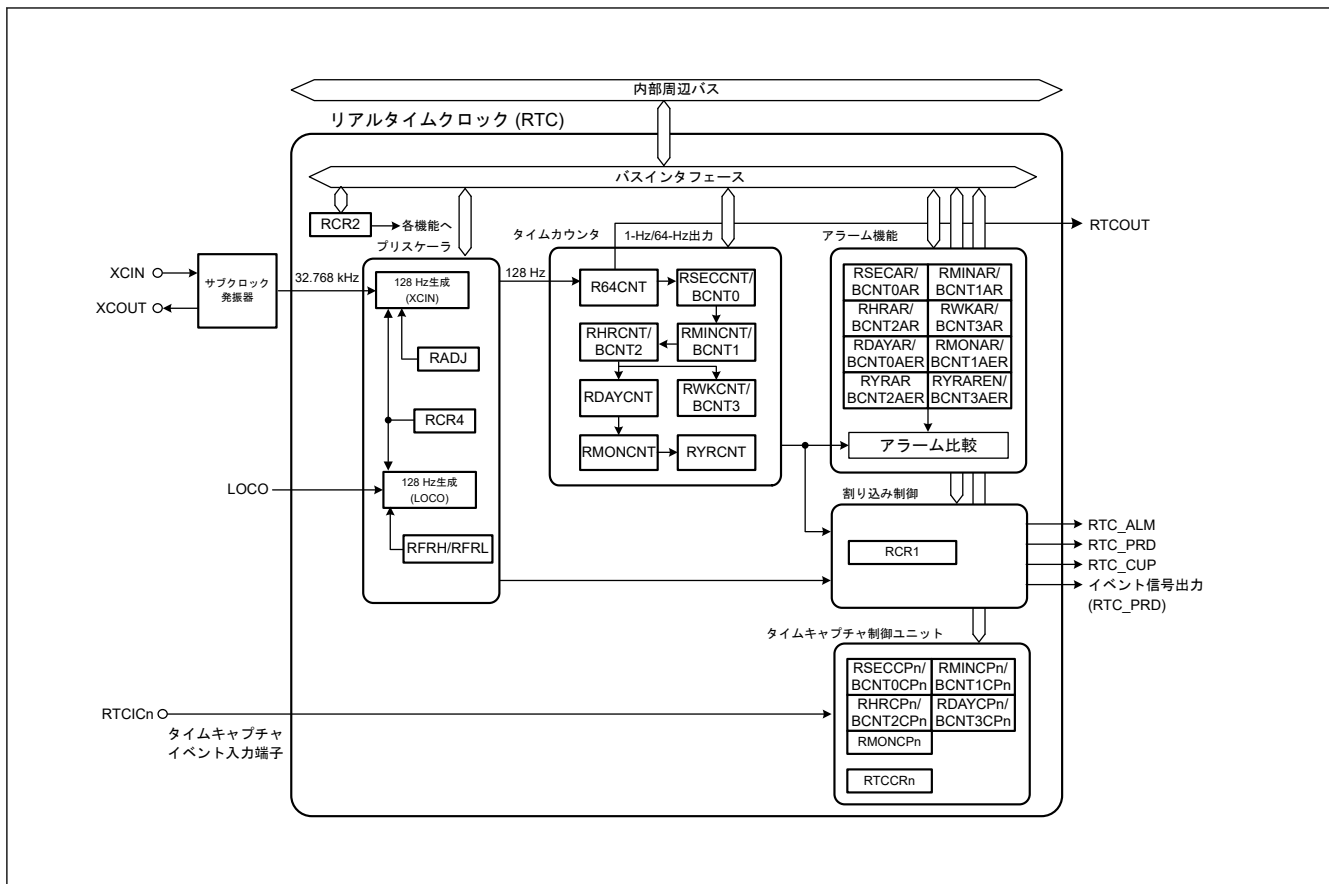 内部周辺バス
リアルタイムクロック (RTC)
バスインタフェース
RCR2
各機能へ
プリスケーラ
タイムカウンタ
1-Hz/64-Hz出力
アラーム機能
RTCOUT
XCIN
XCOUT
サブクロック
発振器
32.768 kHz
128 Hz生成
(XCIN)
RADJ
RCR4
LOCO
128 Hz生成
(LOCO)
RFRH/RFRL
128 Hz
R64CNT
RSECCNT/
BCNT0
RHRCNT/
BCNT2
RMINCNT/
BCNT1
RDAYCNT
RWKCNT/
BCNT3
RMONCNT
RYRCNT
RSECAR/
BCNT0AR
RMINAR/
BCNT1AR
RHRAR/
BCNT2AR
RWKAR/
BCNT3AR
RDAYAR/
BCNT0AER
RMONAR/
BCNT1AER
RYRAR
BCNT2AER
RYRAREN/
BCNT3AER
アラーム比較
割り込み制御
RCR1
RTC_ALM
RTC_PRD
RTC_CUP
イベント信号出力
(RTC_PRD)
タイムキャプチャ制御ユニット
RSECCPn/
BCNT0CPn
RMINCPn/
BCNT1CPn
RHRCPn/
BCNT2CPn
RDAYCPn/
BCNT3CPn
RMONCPn
RTCCRn
RTCICn
タイムキャプチャ
イベント入力端子